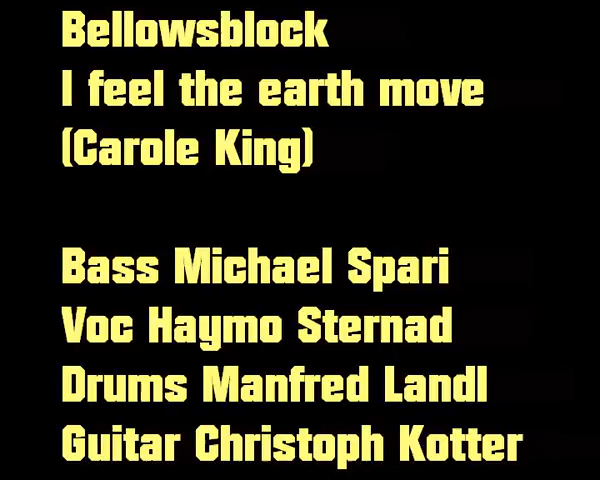 Bellowsblock
I feel the earth move
(Carole King)
Bass Michael Spari
Voc Haymo Sternad
Drums Manfred Landl
Guitar Christoph Kotter